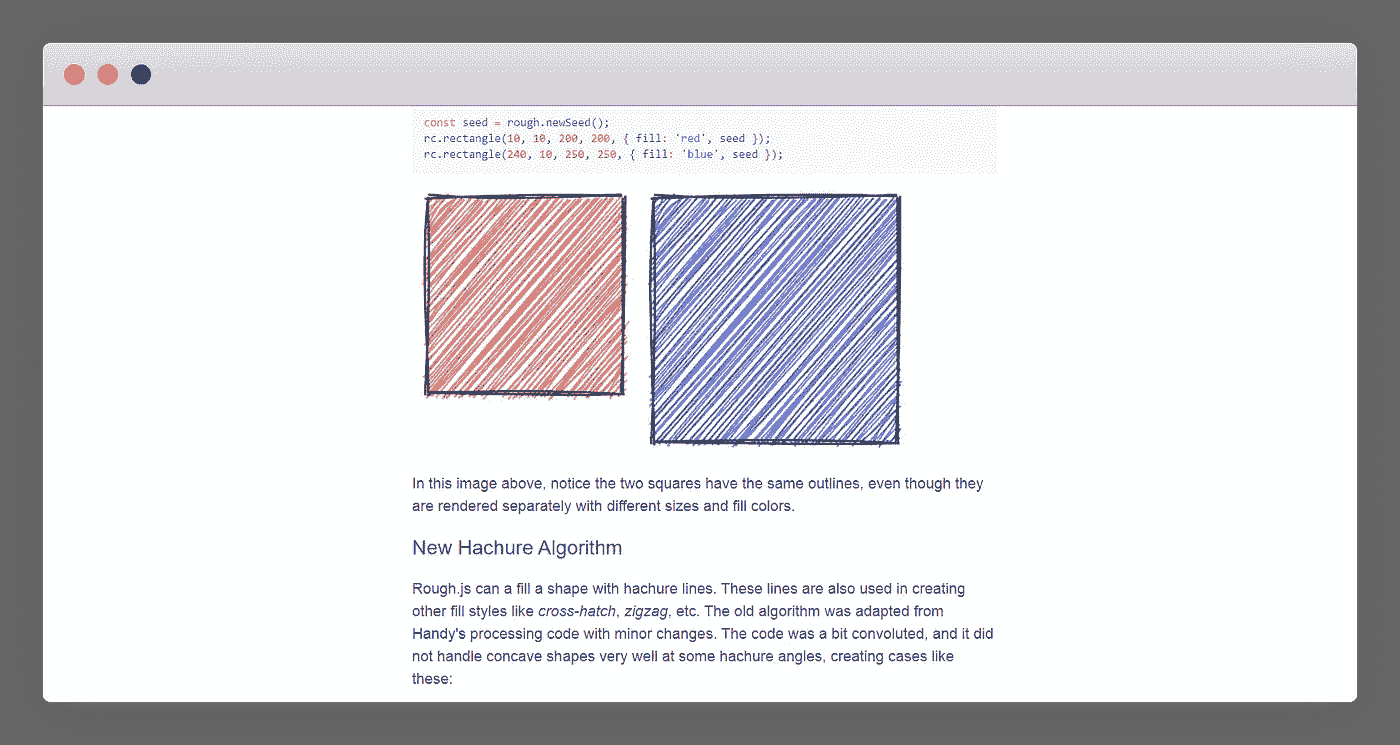 const seed = rough.newSeed();
rc.rectangle(10, 10, 200, 200, { fill: 'red', seed });
rc.rectangle(240, 10, 250, 250, { fill: 'blue', seed });
In this image above, notice the two squares have the same outlines, even though they
are rendered separately with different sizes and fill colors.
New Hachure Algorithm
Rough.js can a fill a shape with hachure lines. These lines are also used in creating
other fill styles like cross-hatch, zigzag, etc. The old algorithm was adapted from
Handy's processing code with minor changes. The code was a bit convoluted, and it did
not handle concave shapes very well at some hachure angles, creating cases like
these: